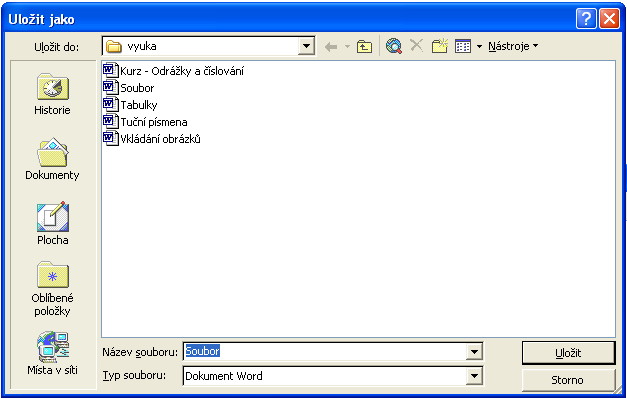 Uložit jako
Uložit do:
vyuka
Nástroje
Historie
Dokumenty
Plocha
Oblíbené
položky
Místa v síti
Kurz - Odrážky a číslování
Soubor
Tabulky
Tuční písmena
Vkládání obrázků
Název souboru:
Soubor
Uložit
Typ souboru:
Dokument Word
Storno